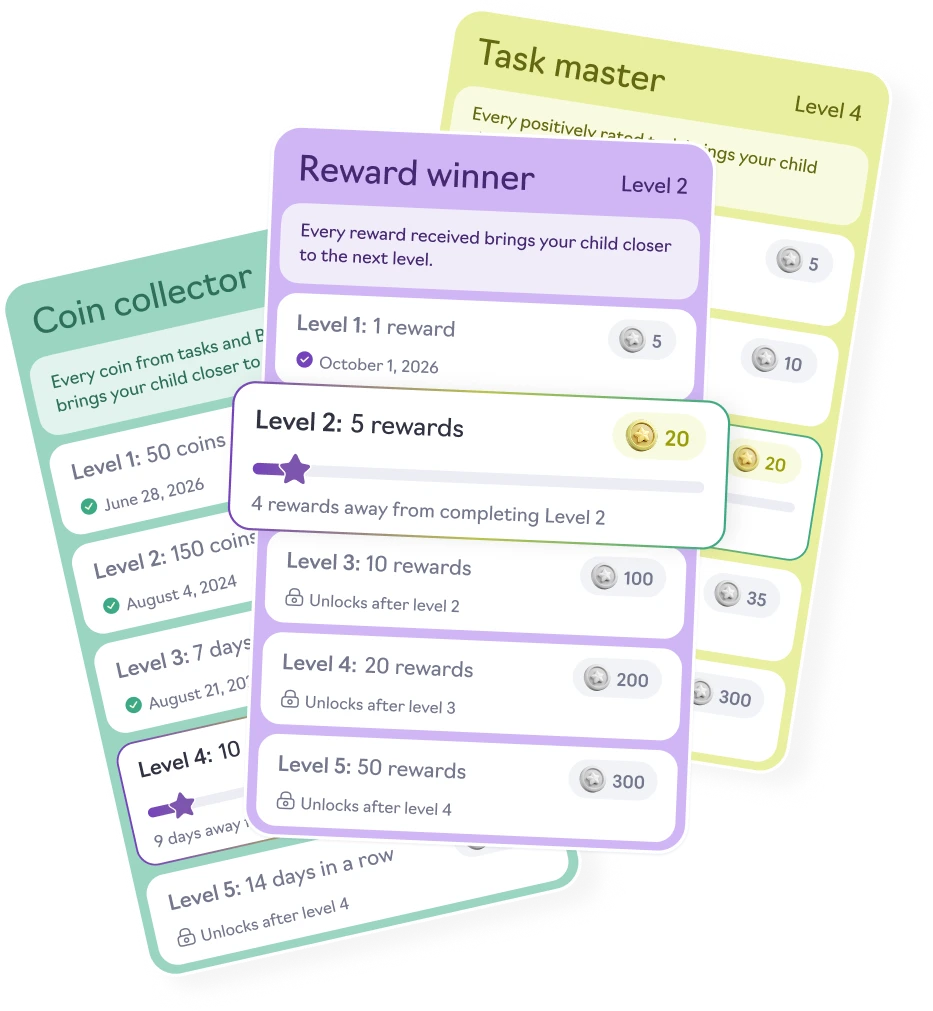 Task master
Level 4
Every positively rated
brings your child
5
10
20
35
300
Reward winner
Level 2
Every reward received brings your child closer
to the next level.
Level 1: 1 reward
5
October 1, 2026
Level 2: 5 rewards
20
4 rewards away from completing Level 2
Level 3: 10 rewards
100
Unlocks after level 2
Level 4: 20 rewards
200
Unlocks after level 3
Level 5: 50 rewards
300
Unlocks after level 4
Coin collector
Every coin from tasks and
brings your child closer to
Level 1: 50 coins
June 28, 2026
Level 2: 150 coins
August 4, 2024
Level 3: 7 days
August 21,
Level 4: 10
9 days away
Level 5: 14 days in a row
Unlocks after level 4